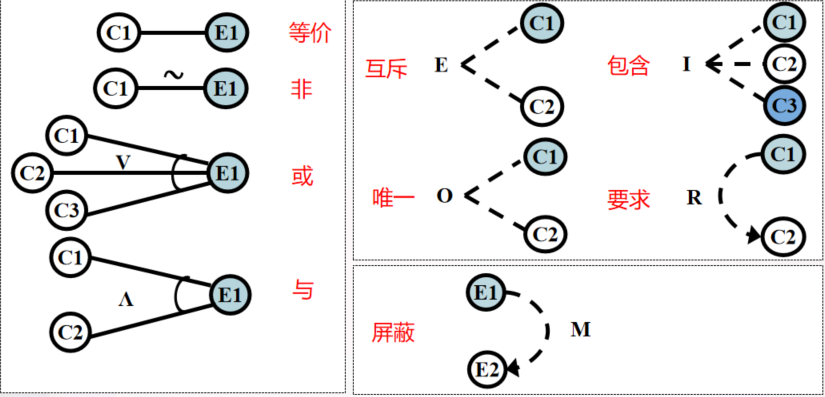 C1 E1 等价
C1 ~ E1 非
C1
C2 V E1 或
C3
C1
Λ E1 与
C2
互斥 E C1
C2
包含 I C1
C2
C3
唯一 O C1
C2
要求 R C1
C2
屏蔽 E1
M
E2